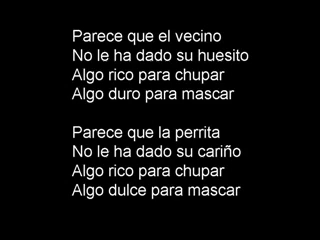 Parece que el vecino
No le ha dado su huesito
Algo rico para chupar
Algo duro para mascar
Parece que la perrita
No le ha dado su cariño
Algo rico para chupar
Algo dulce para mascar